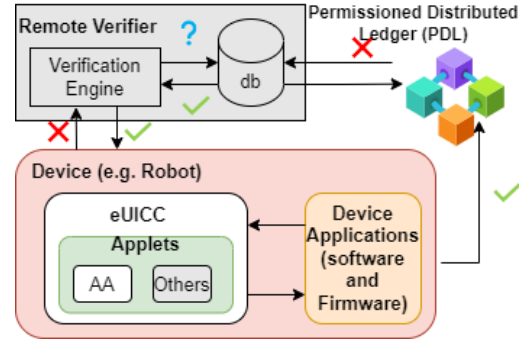 Remote Verifier
Verification
Engine
?
db
Permissioned Distributed
Ledger (PDL)
Device (e.g. Robot)
eUICC
Applets
AA
Others
Device
Applications
(software
and
Firmware)